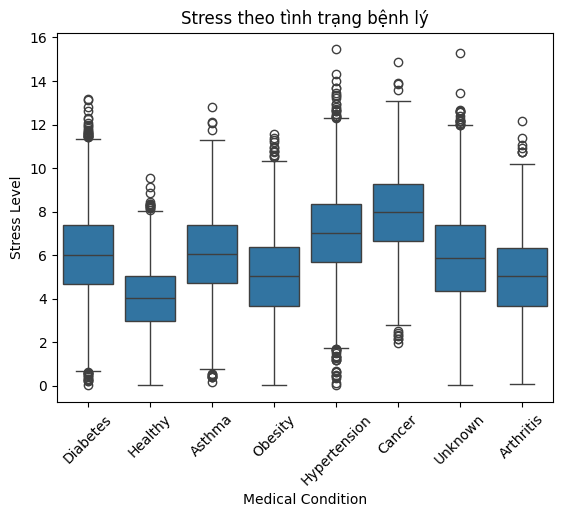 Stress theo tình trạng bệnh lý
Stress Level
16
14
12
10
8
6
4
2
0
Diabetes
Healthy
Asthma
Obesity
Hypertension
Cancer
Unknown
Arthritis
Medical Condition